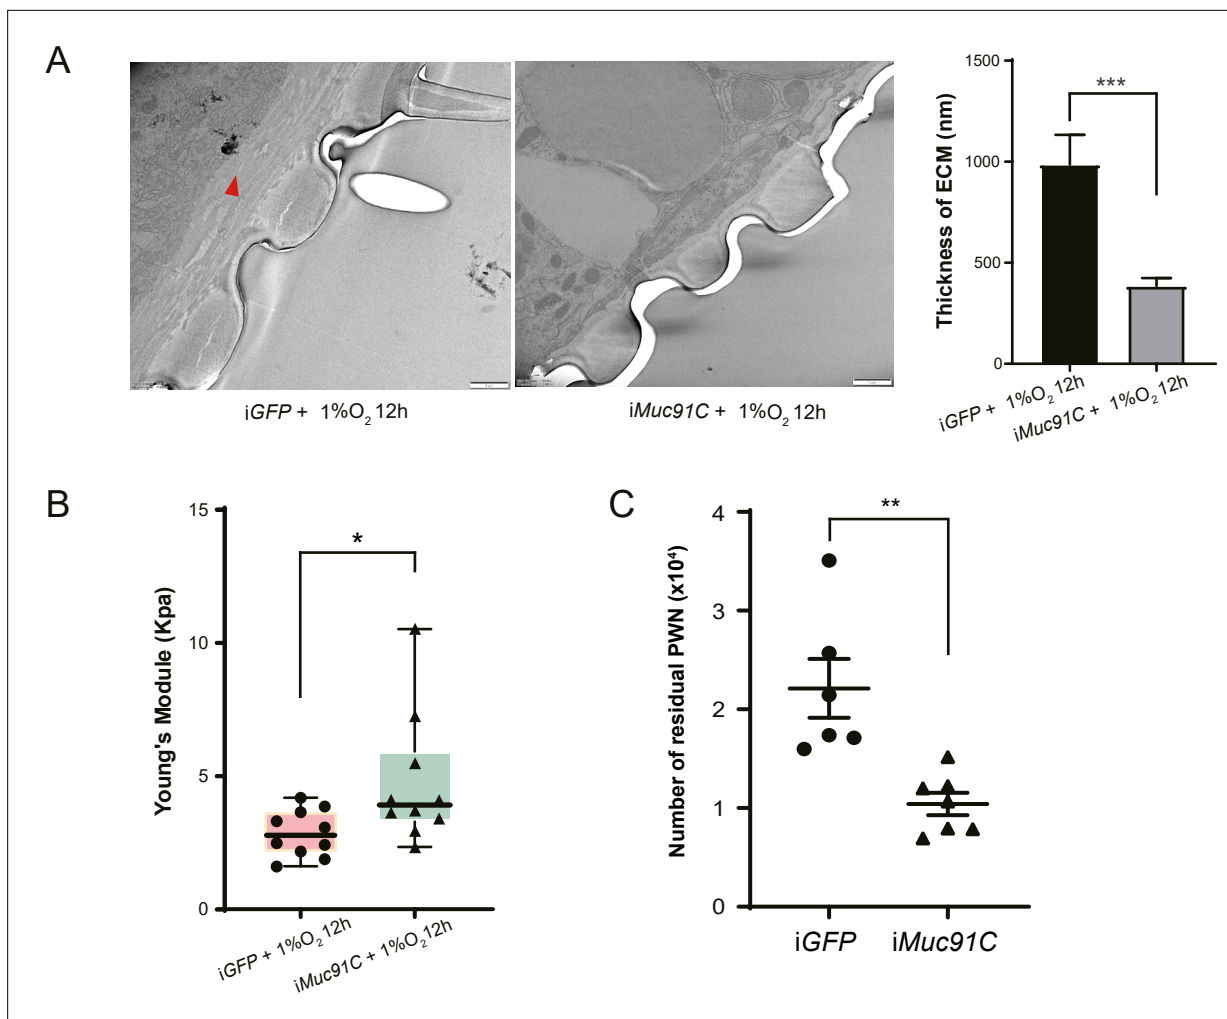 A
iGFP + 1%O₂ 12h
iMuc91C + 1%O₂ 12h
Thickness of ECM (nm)
1500
1000
500
0
***
iGFP + 1%O₂ 12h
iMuc91C + 1%O₂ 12h
B
Young's Module (Kpa)
15
10
5
0
*
iGFP + 1%O₂ 12h
iMuc91C + 1%O₂ 12h
C
Number of residual PWN (x10⁴)
4
3
2
1
0
**
iGFP
iMuc91C